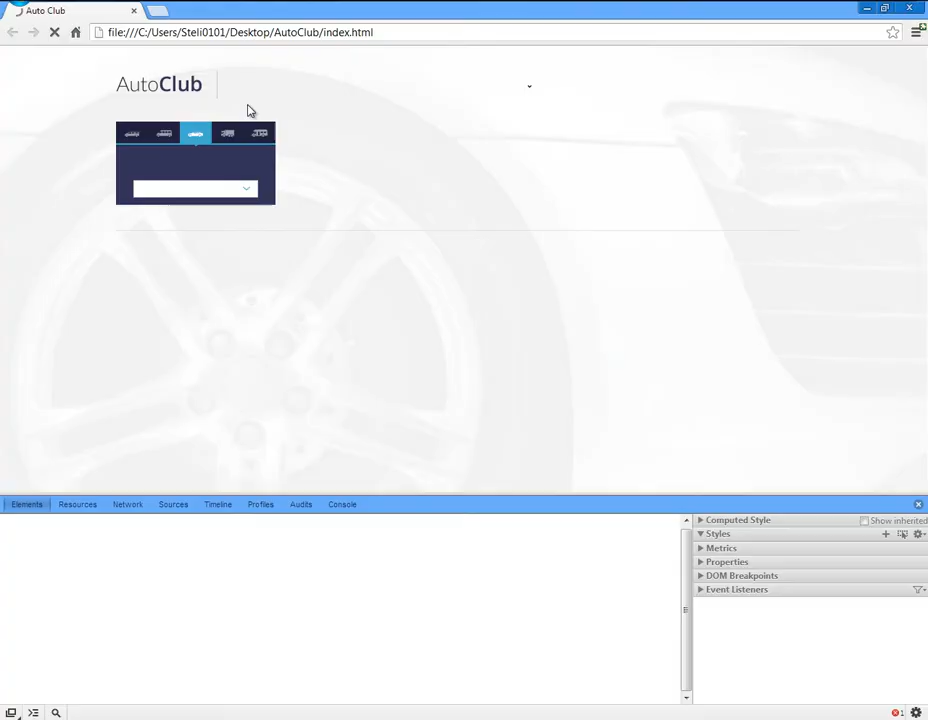 Auto Club
file:///C:/Users/Steli0101/Desktop/AutoClub/index.html
AutoClub
Elements Resources Network Sources Timeline Profiles Audits Console
Computed Style Show inherited
Styles
Metrics
Properties
DOM Breakpoints
Event Listeners
1